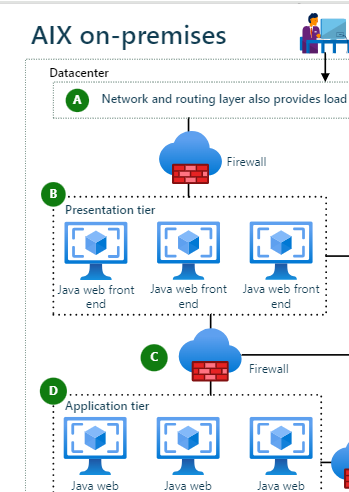 AIX on-premises
Datacenter
A
Network and routing layer also provides load
Firewall
B
Presentation tier
Java web front
end
Java web front
end
Java web front
end
C
Firewall
D
Application tier
Java web
Java web
Java web